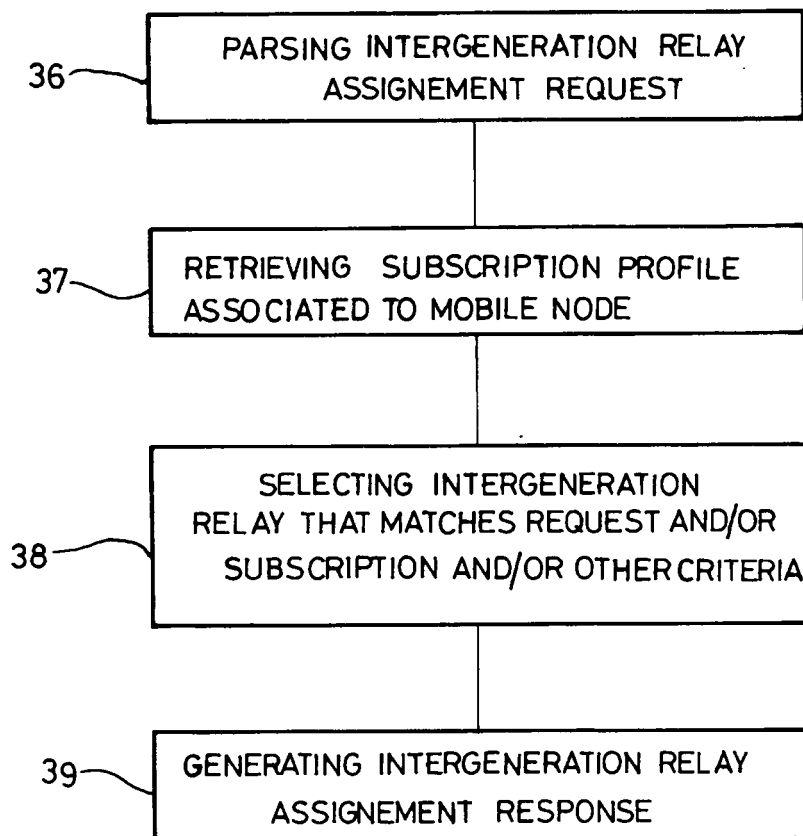 PARSING INTERGENERATION RELAY
36
ASSIGNEMENT REQUEST
RETRIEVING SUBSCRIPTION PROFILE
37
ASSOCIATED TO MOBILE NODE
SELECTING INTERGENERATION
RELAY THAT MATCHES REQUEST AND/OR
38
SUBSCRIPTION AND/OR OTHER CRITERIA
39
GENERATING INTERGENERATION RELAY
ASSIGNEMENT RESPONSE